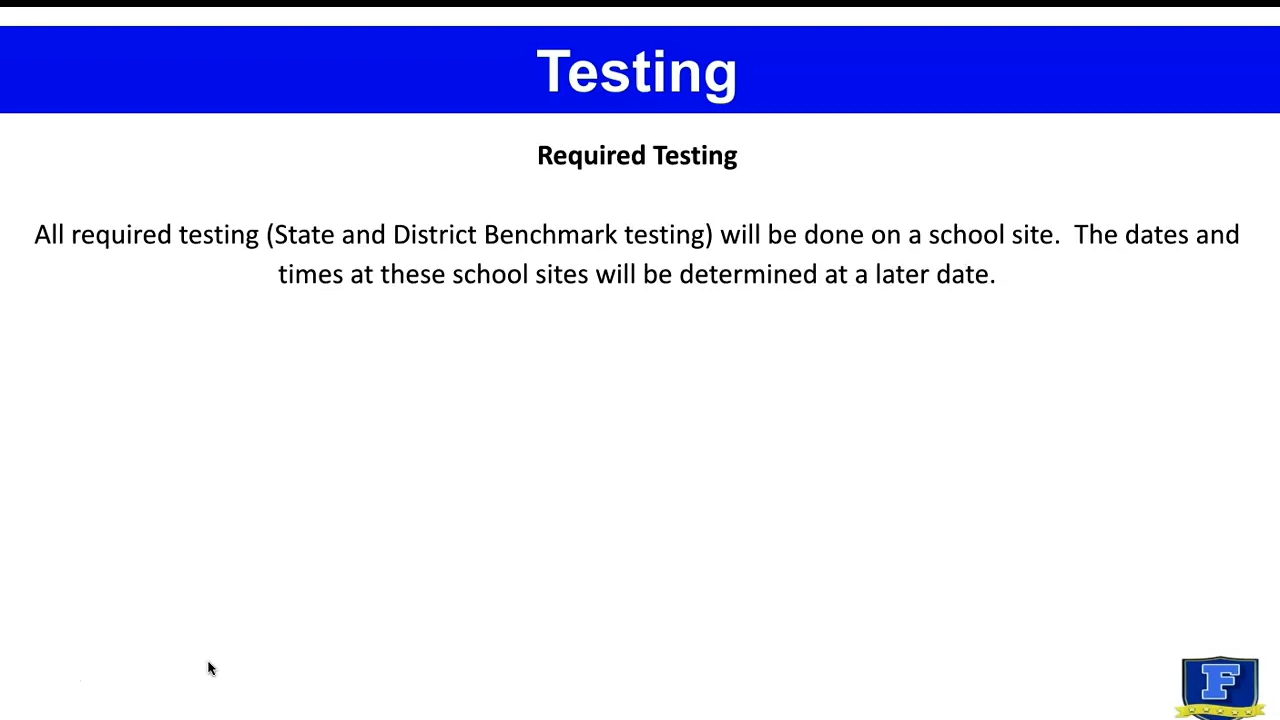 Testing
Required Testing
All required testing (State and District Benchmark testing) will be done on a school site.  The dates and
times at these school sites will be determined at a later date.
F